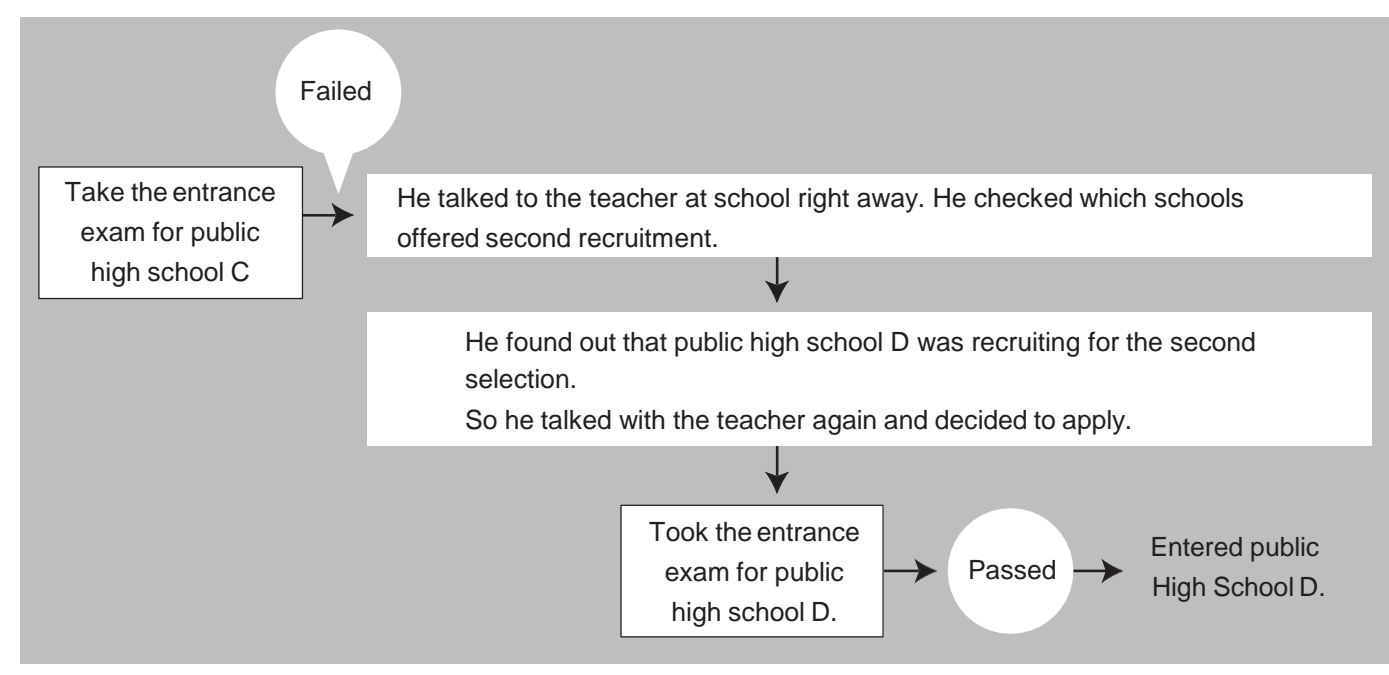 Failed
Take the entrance
exam for public
high school C
He talked to the teacher at school right away. He checked which schools
offered second recruitment.
He found out that public high school D was recruiting for the second
selection.
So he talked with the teacher again and decided to apply.
Took the entrance
exam for public
high school D.
Passed
Entered public
High School D.